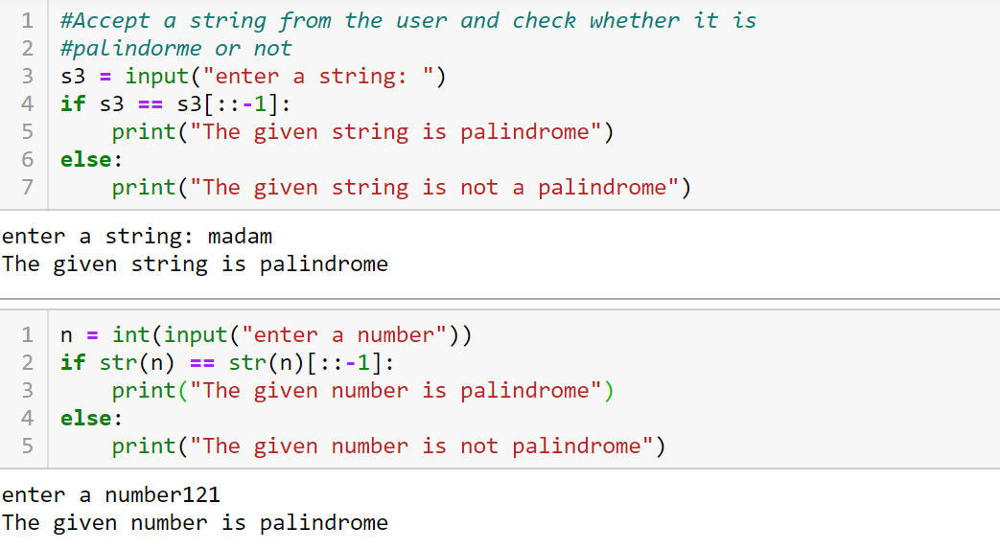 1 #Accept a string from the user and check whether it is
2 #palindorme or not
3 s3 = input("enter a string: ")
4 if s3 == s3[::-1]:
5     print("The given string is palindrome")
6 else:
7     print("The given string is not a palindrome")
enter a string: madam
The given string is palindrome
1 n = int(input("enter a number"))
2 if str(n) == str(n)[::-1]:
3     print("The given number is palindrome")
4 else:
5     print("The given number is not palindrome")
enter a number121
The given number is palindrome